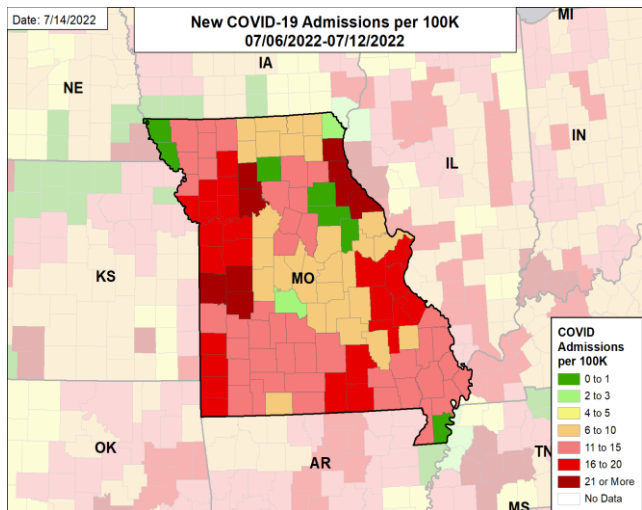 Date: 7/14/2022
New COVID-19 Admissions per 100K
07/06/2022-07/12/2022
MI
IA
NE
IL
IN
KS
MO
OK
AR
TN
MS
COVID
Admissions
per 100K
0 to 1
2 to 3
4 to 5
6 to 10
11 to 15
16 to 20
21 or More
No Data